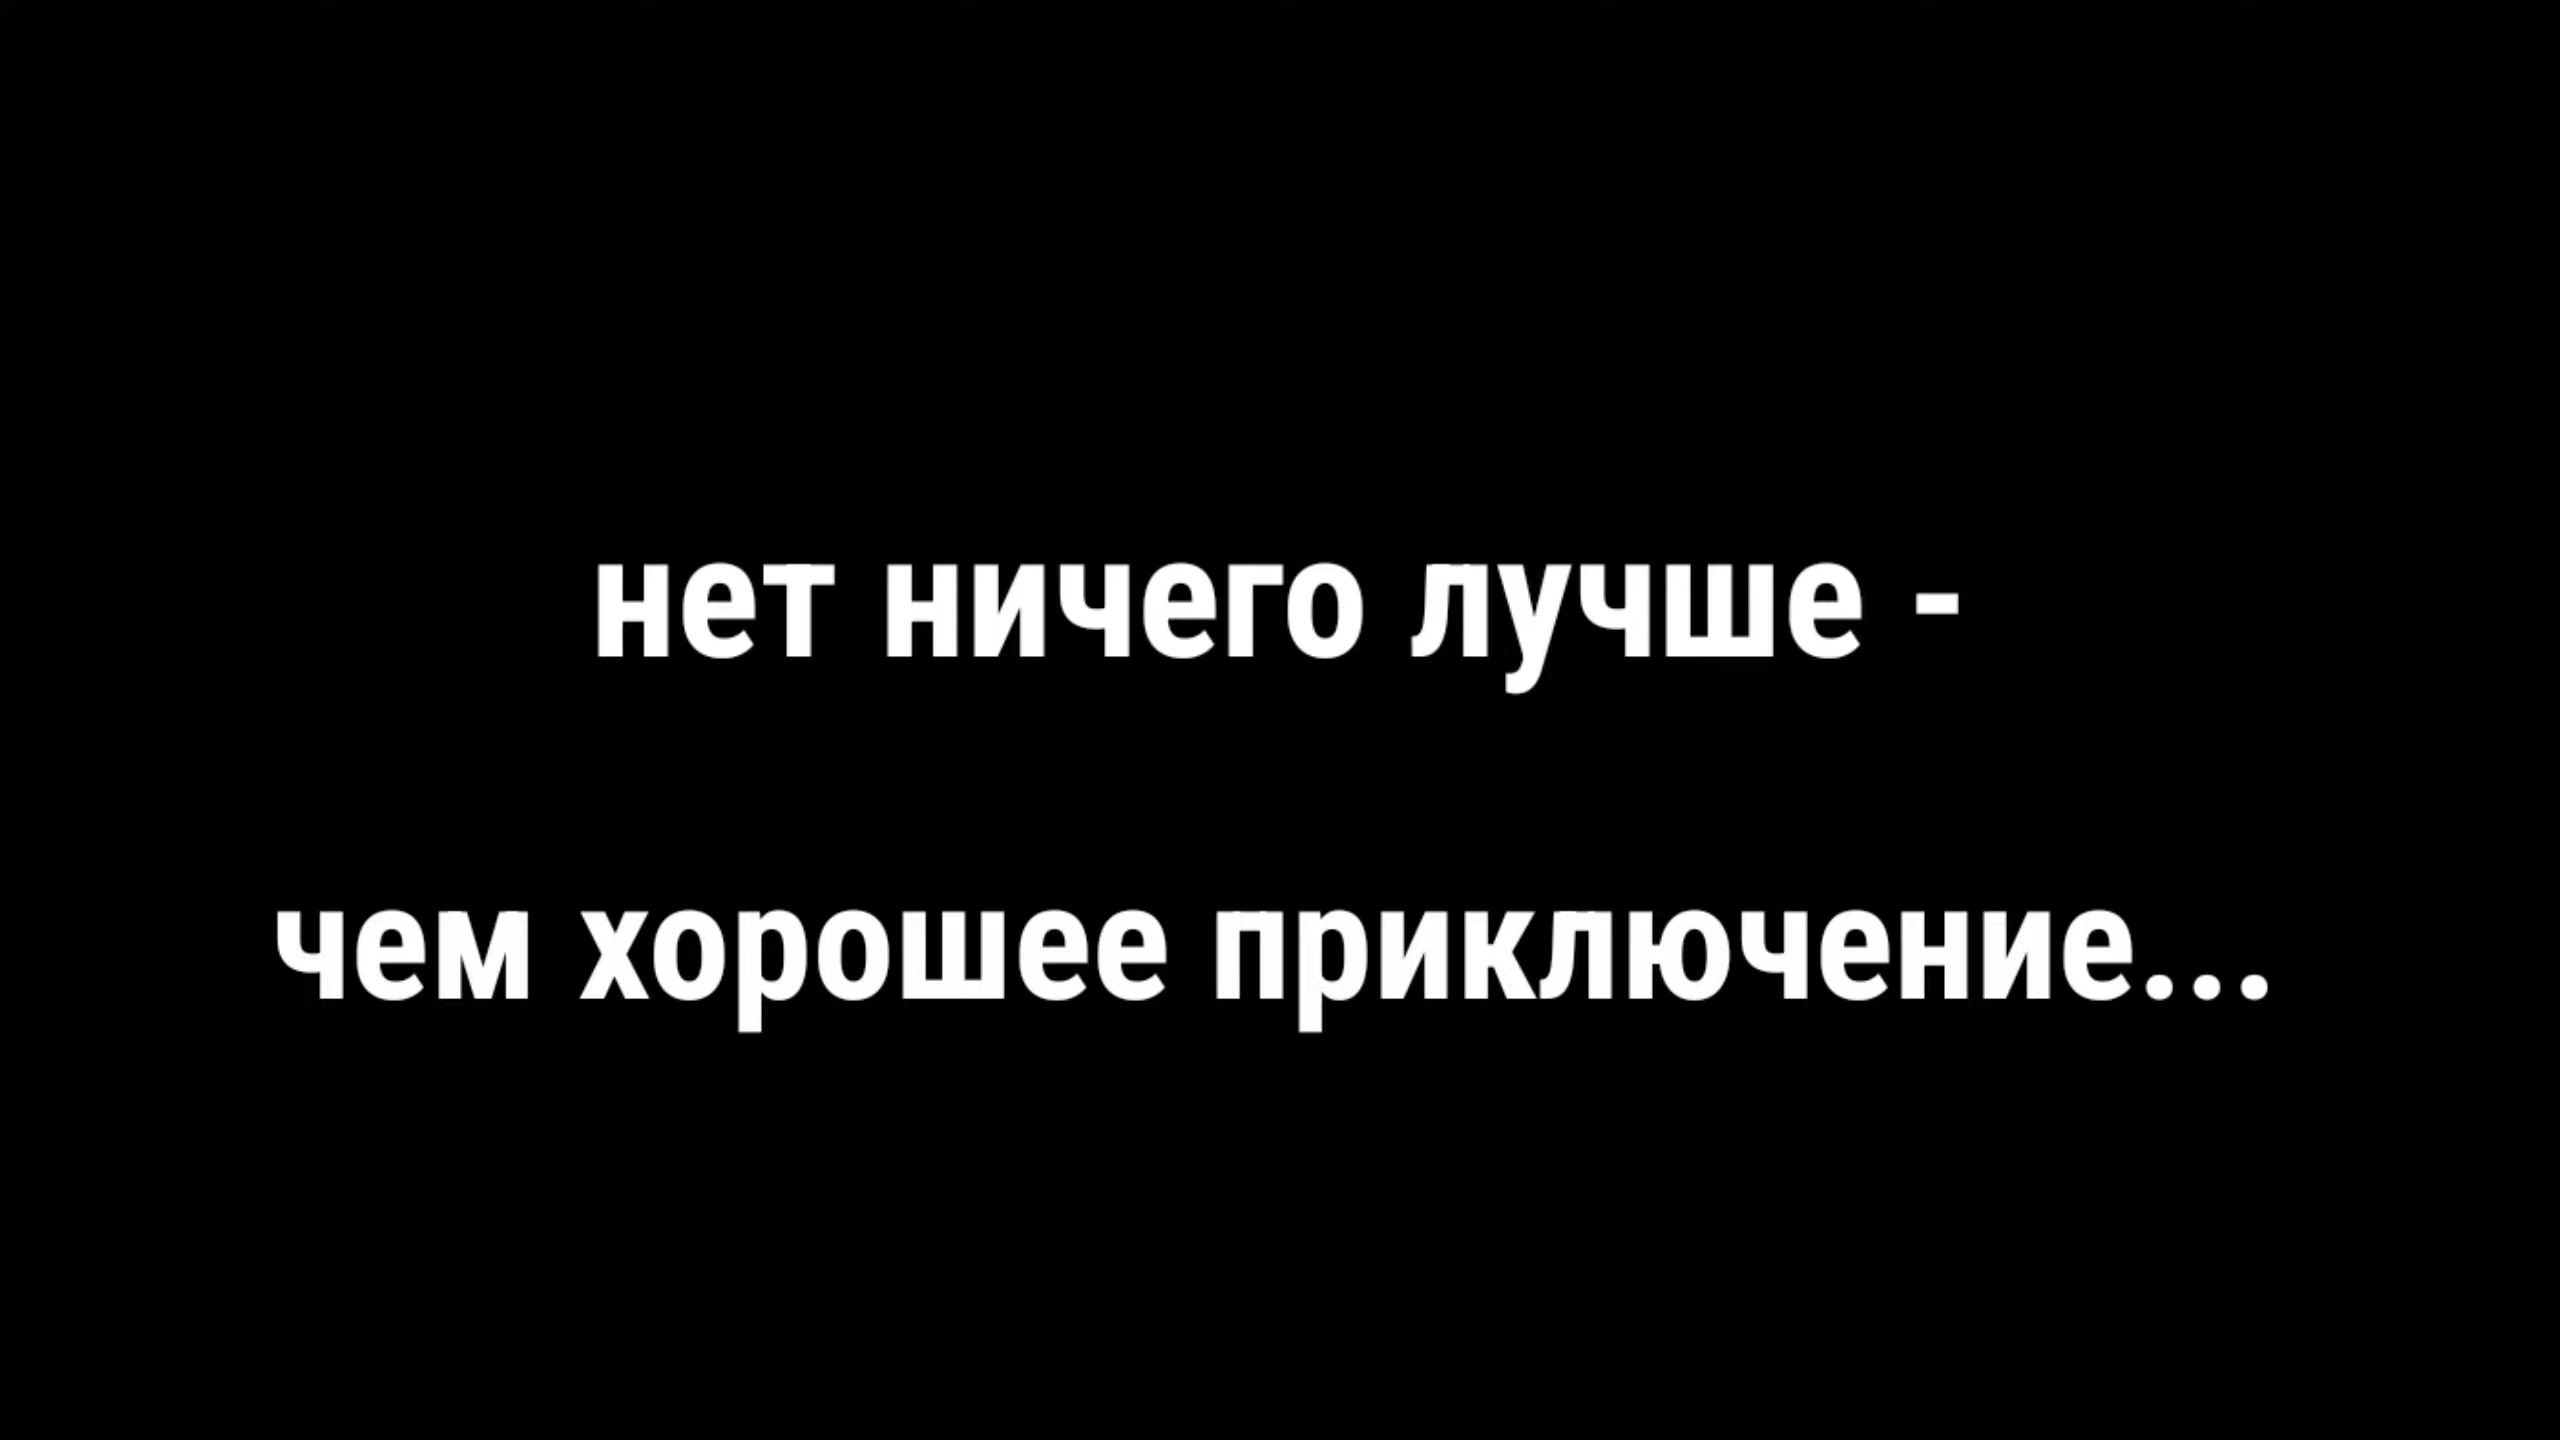 нет ничего лучше -
чем хорошее приключение...